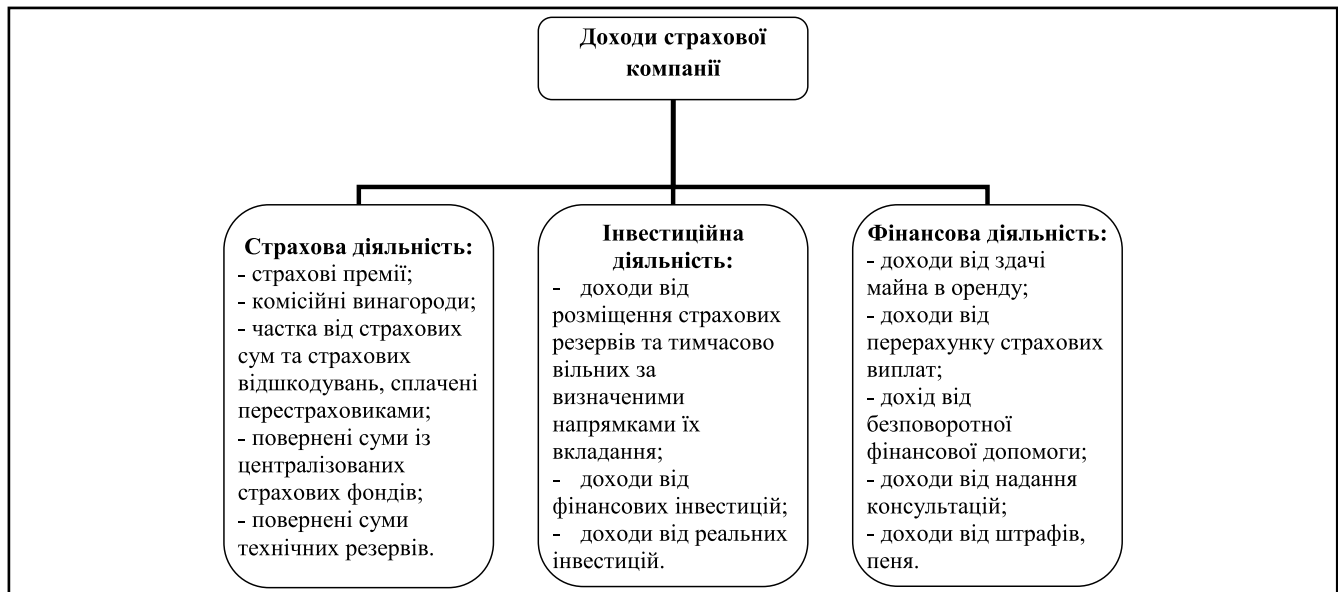 Доходи страхової
компанії
Страхова діяльність:
- страхові премії;
- комісійні винагороди;
- частка від страхових
сум та страхових
відшкодувань, сплачені
перестраховиками;
- повернені суми із
централізованих
страхових фондів;
- повернені суми
технічних резервів.
Інвестиційна
діяльність:
- доходи від
розміщення страхових
резервів та тимчасово
вільних за
визначеними
напрямками їх
вкладання;
- доходи від
фінансових інвестицій;
- доходи від реальних
інвестицій.
Фінансова діяльність:
- доходи від здачі
майна в оренду;
- доходи від
перерахунку страхових
виплат;
- дохід від
безповоротної
фінансової допомоги;
- доходи від надання
консультацій;
- доходи від штрафів,
пеня.